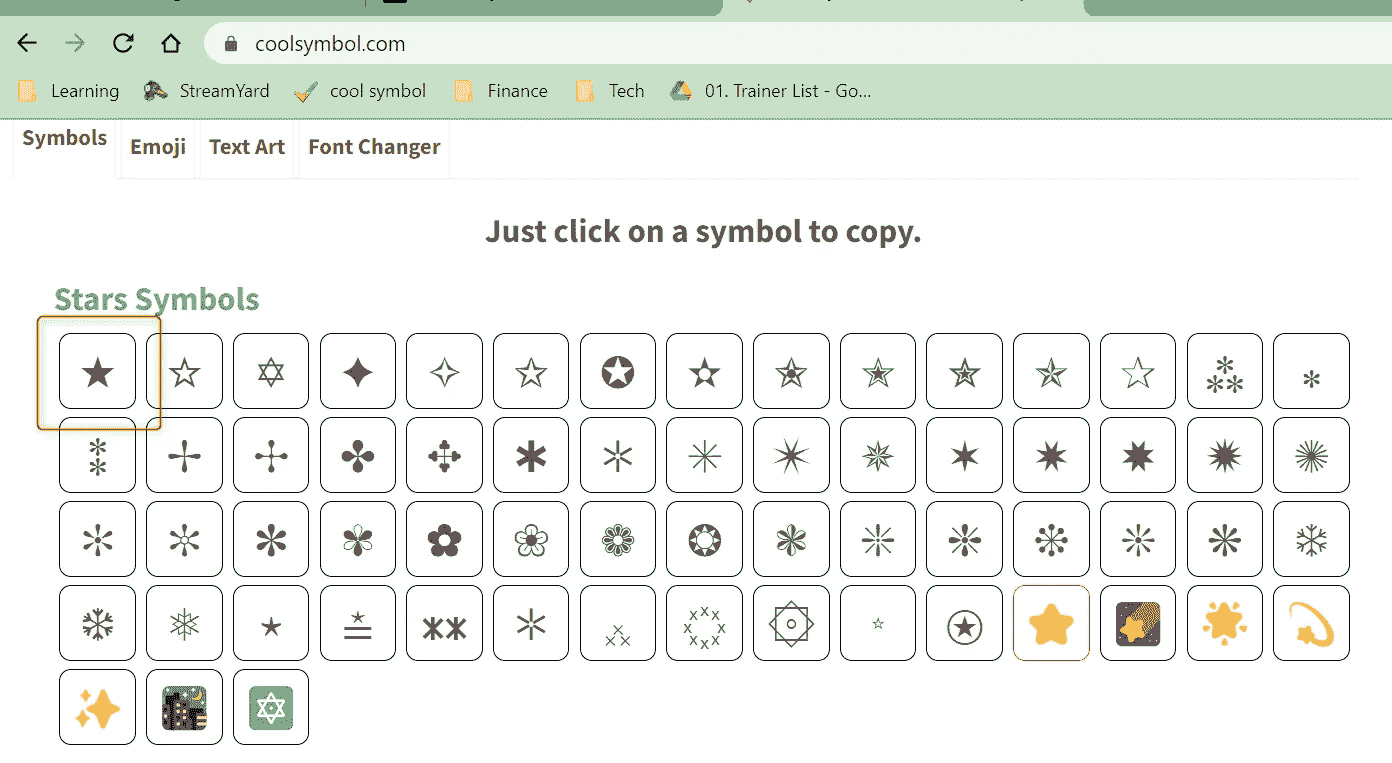 coolsymbol.com
Learning StreamYard cool symbol Finance Tech 01. Trainer List - Go...
Symbols Emoji Text Art Font Changer
Just click on a symbol to copy.
Stars Symbols